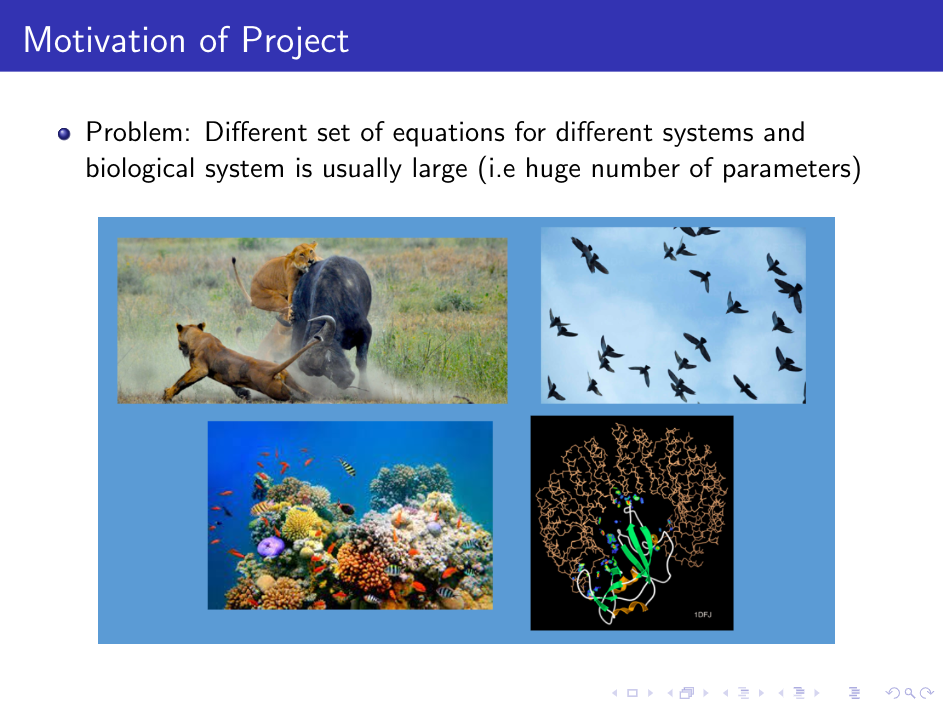 Motivation of Project
Problem: Different set of equations for different systems and
biological system is usually large (i.e huge number of parameters)
1DFJ